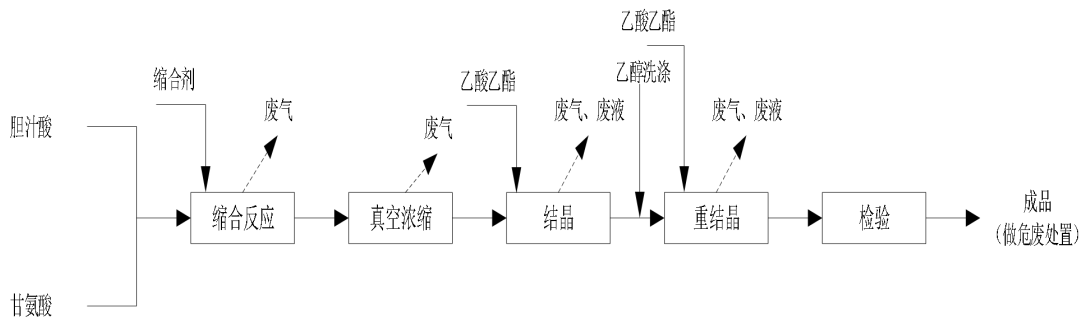 乙酸乙酯
乙醇洗涤
缩合剂
乙酸乙酯
废气
废气
废气、废液
废气、废液
胆汁酸
缩合反应
真空浓缩
结晶
重结晶
检验
成品
（做危废处置）
甘氨酸